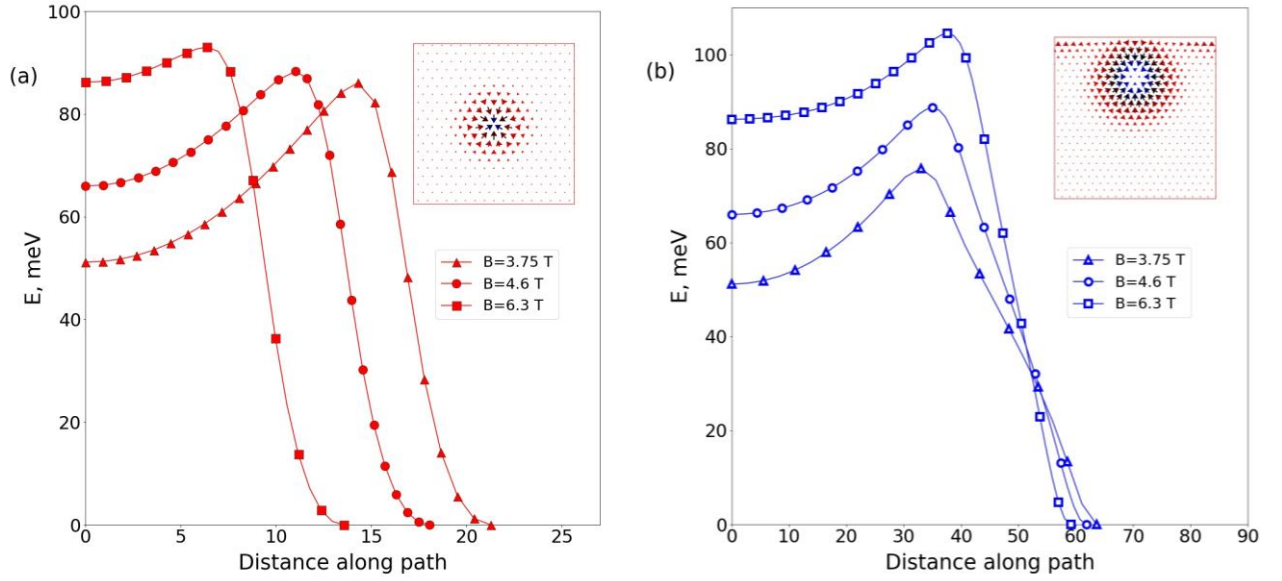 (a)
E, meV
100
80
60
40
20
0
B=3.75 T
B=4.6 T
B=6.3 T
0 5 10 15 20 25
Distance along path
(b)
E, meV
100
80
60
40
20
0
B=3.75 T
B=4.6 T
B=6.3 T
0 10 20 30 40 50 60 70 80 90
Distance along path